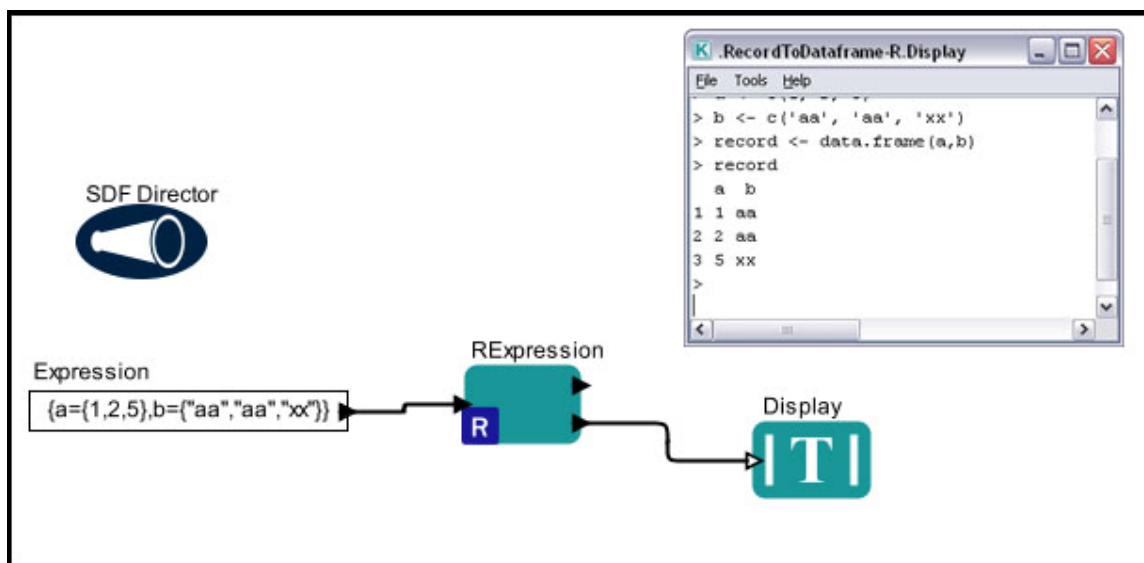 K .RecordToDataframe-R.Display
File Tools Help
> b <- c('aa', 'aa', 'xx')
> record <- data.frame(a,b)
> record
a b
1 1 aa
2 2 aa
3 5 xx
>
SDF Director
RExpression
R
Expression
{a={1,2,5},b={"aa","aa","xx"}}
Display
T